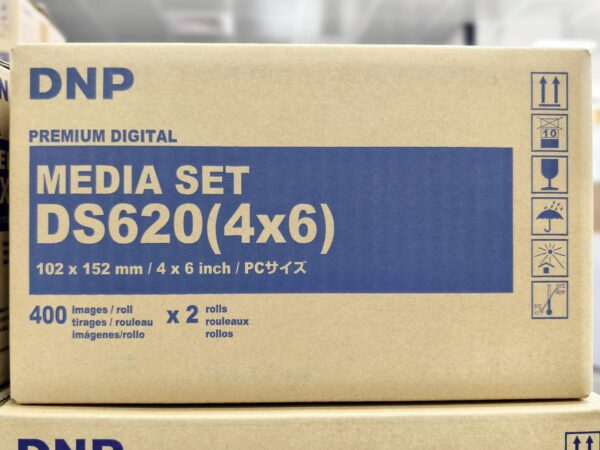 DNP
PREMIUM DIGITAL
MEDIA SET
DS620(4x6)
102 x 152 mm / 4 x 6 inch / PCサイズ
400 images / roll x 2 rolls
tirages / rouleau rouleaux
imágenes/rollo rollos
10
DNP